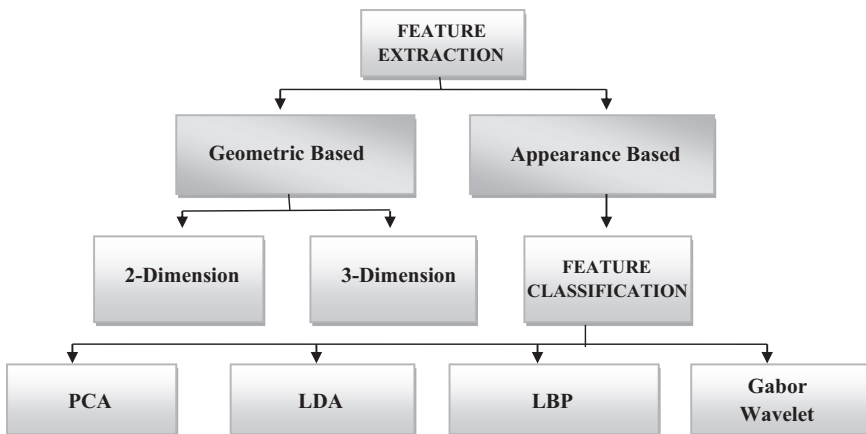 FEATURE
EXTRACTION
Geometric Based
Appearance Based
2-Dimension
3-Dimension
FEATURE
CLASSIFICATION
PCA
LDA
LBP
Gabor
Wavelet